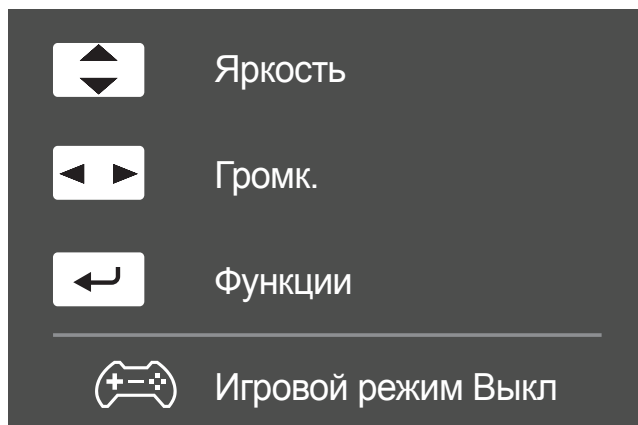 Яркость
Громк.
Функции
Игровой режим Выкл